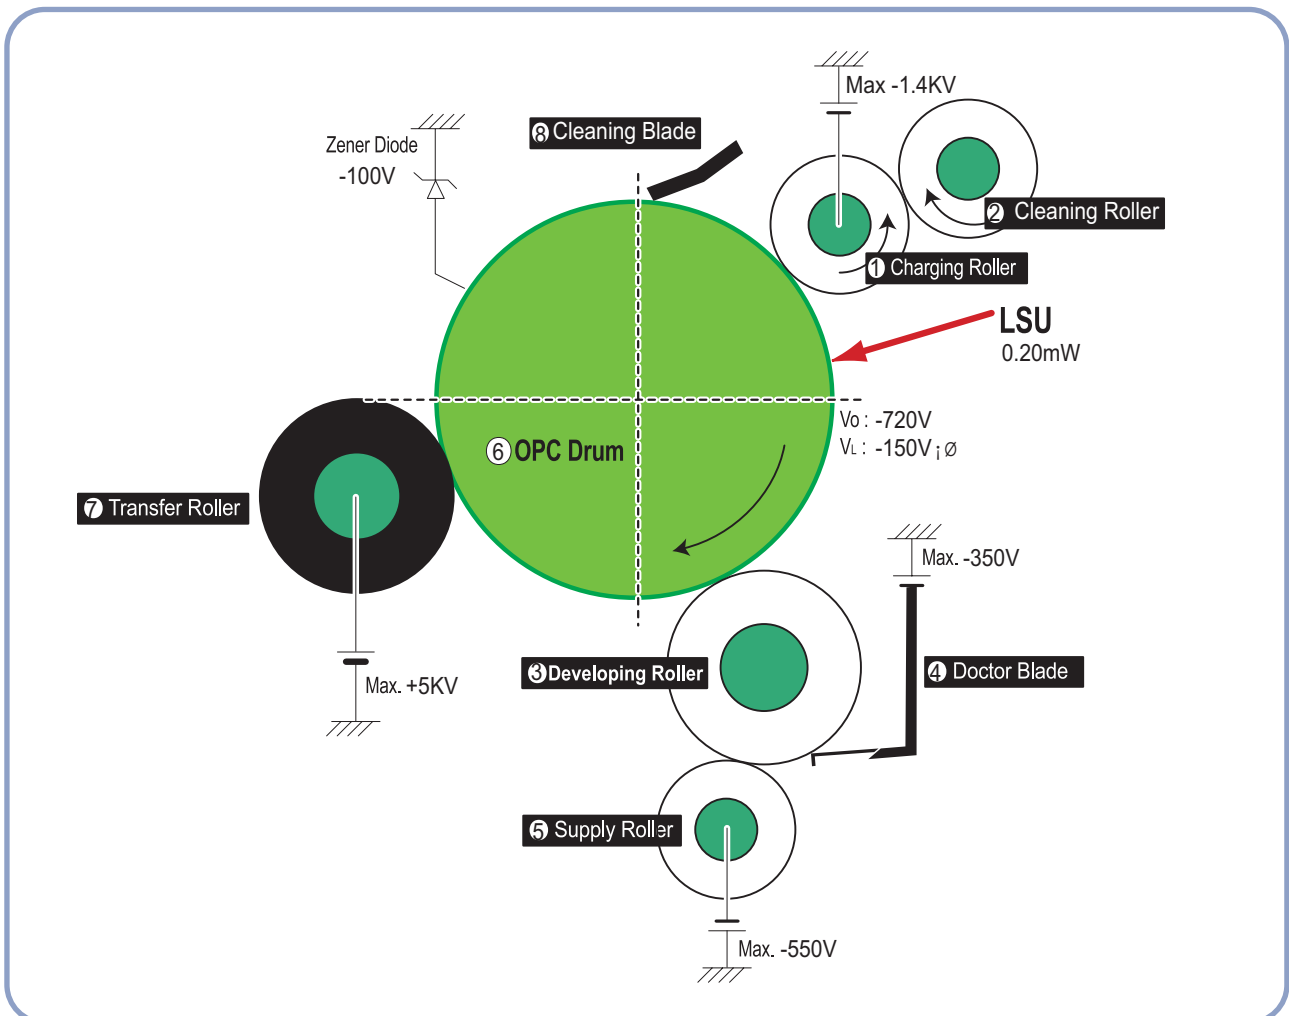 Max -1.4KV
⑧ Cleaning Blade
Zener Diode
-100V
② Cleaning Roller
① Charging Roller
LSU
0.20mW
Vo : -720V
VL : -150V ¡ Ø
⑥ OPC Drum
⑦ Transfer Roller
Max. -350V
③ Developing Roller
④ Doctor Blade
Max. +5KV
⑤ Supply Roller
Max. -550V